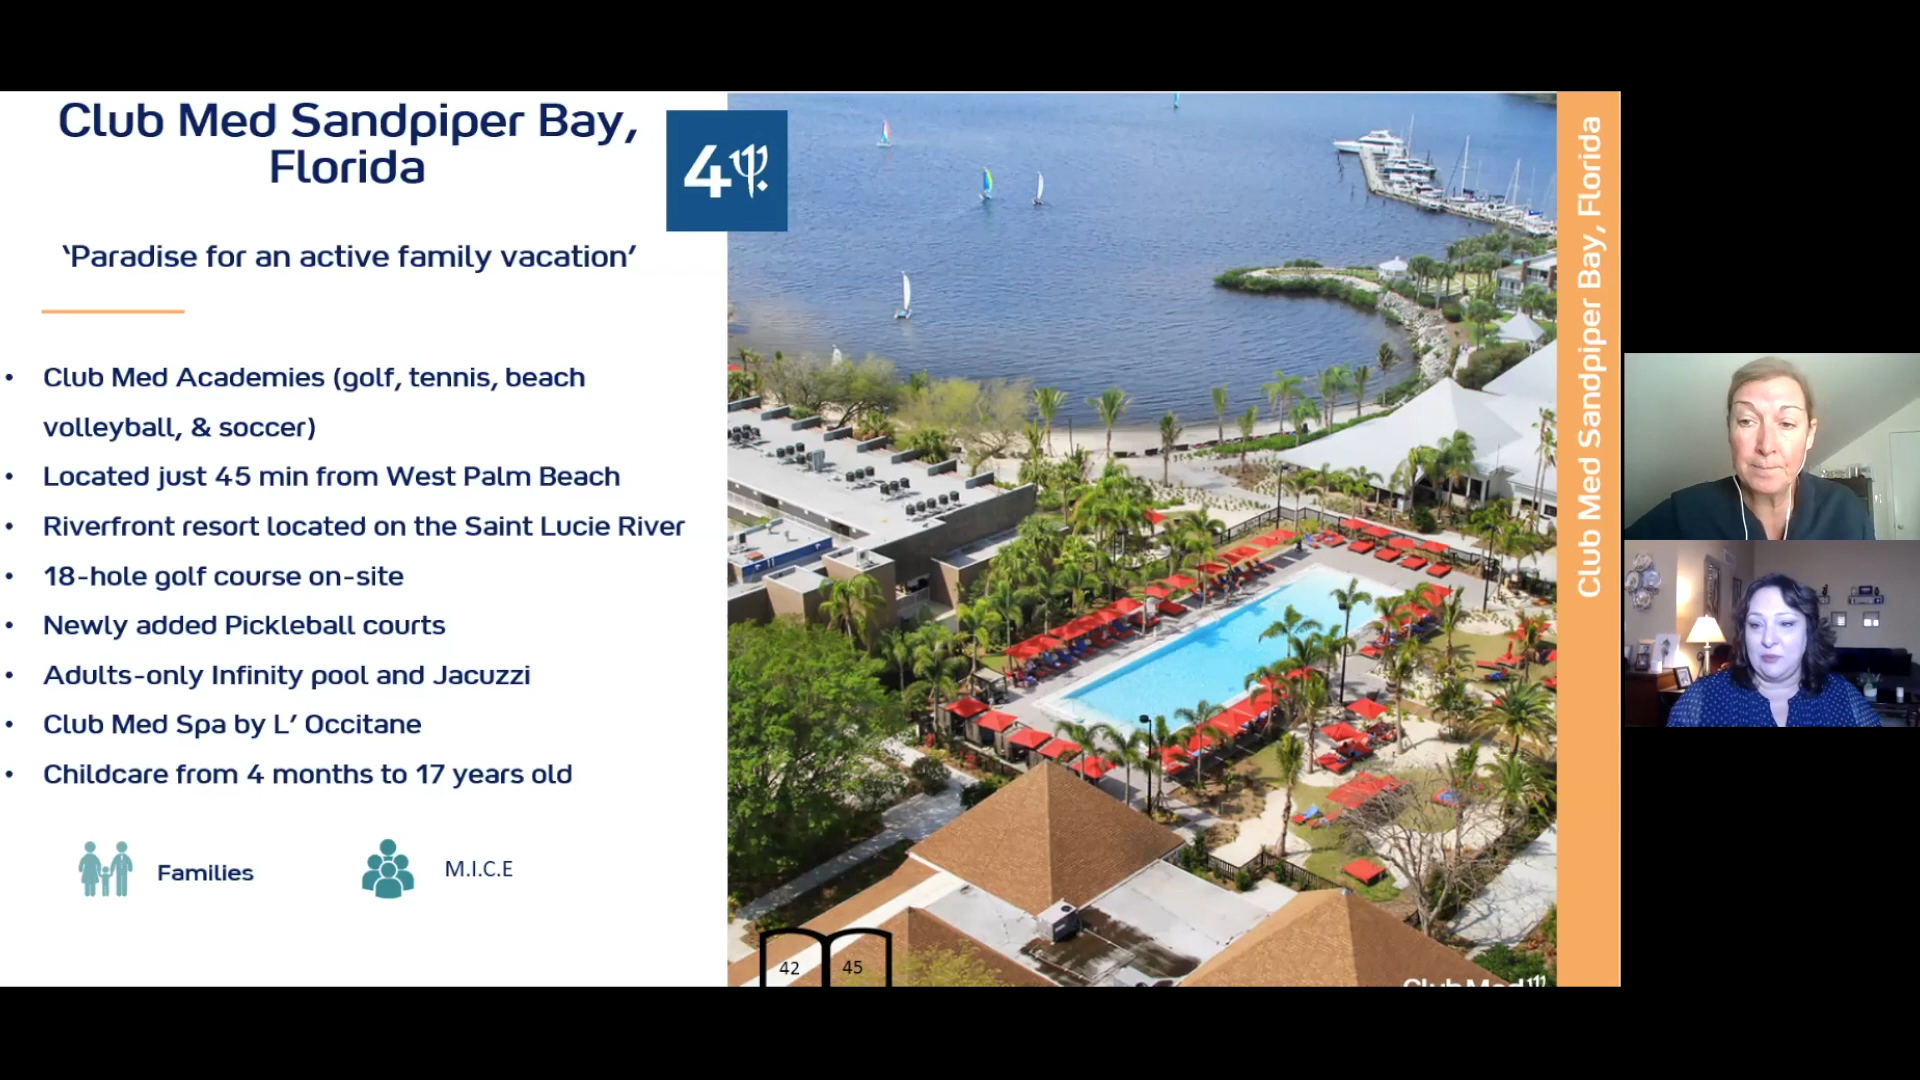 Club Med Sandpiper Bay,
Florida
4
‘Paradise for an active family vacation’
• Club Med Academies (golf, tennis, beach
volleyball, & soccer)
• Located just 45 min from West Palm Beach
• Riverfront resort located on the Saint Lucie River
• 18-hole golf course on-site
• Newly added Pickleball courts
• Adults-only Infinity pool and Jacuzzi
• Club Med Spa by L’ Occitane
• Childcare from 4 months to 17 years old
Families
M.I.C.E
42 45
Club Med
Club Med Sandpiper Bay, Florida